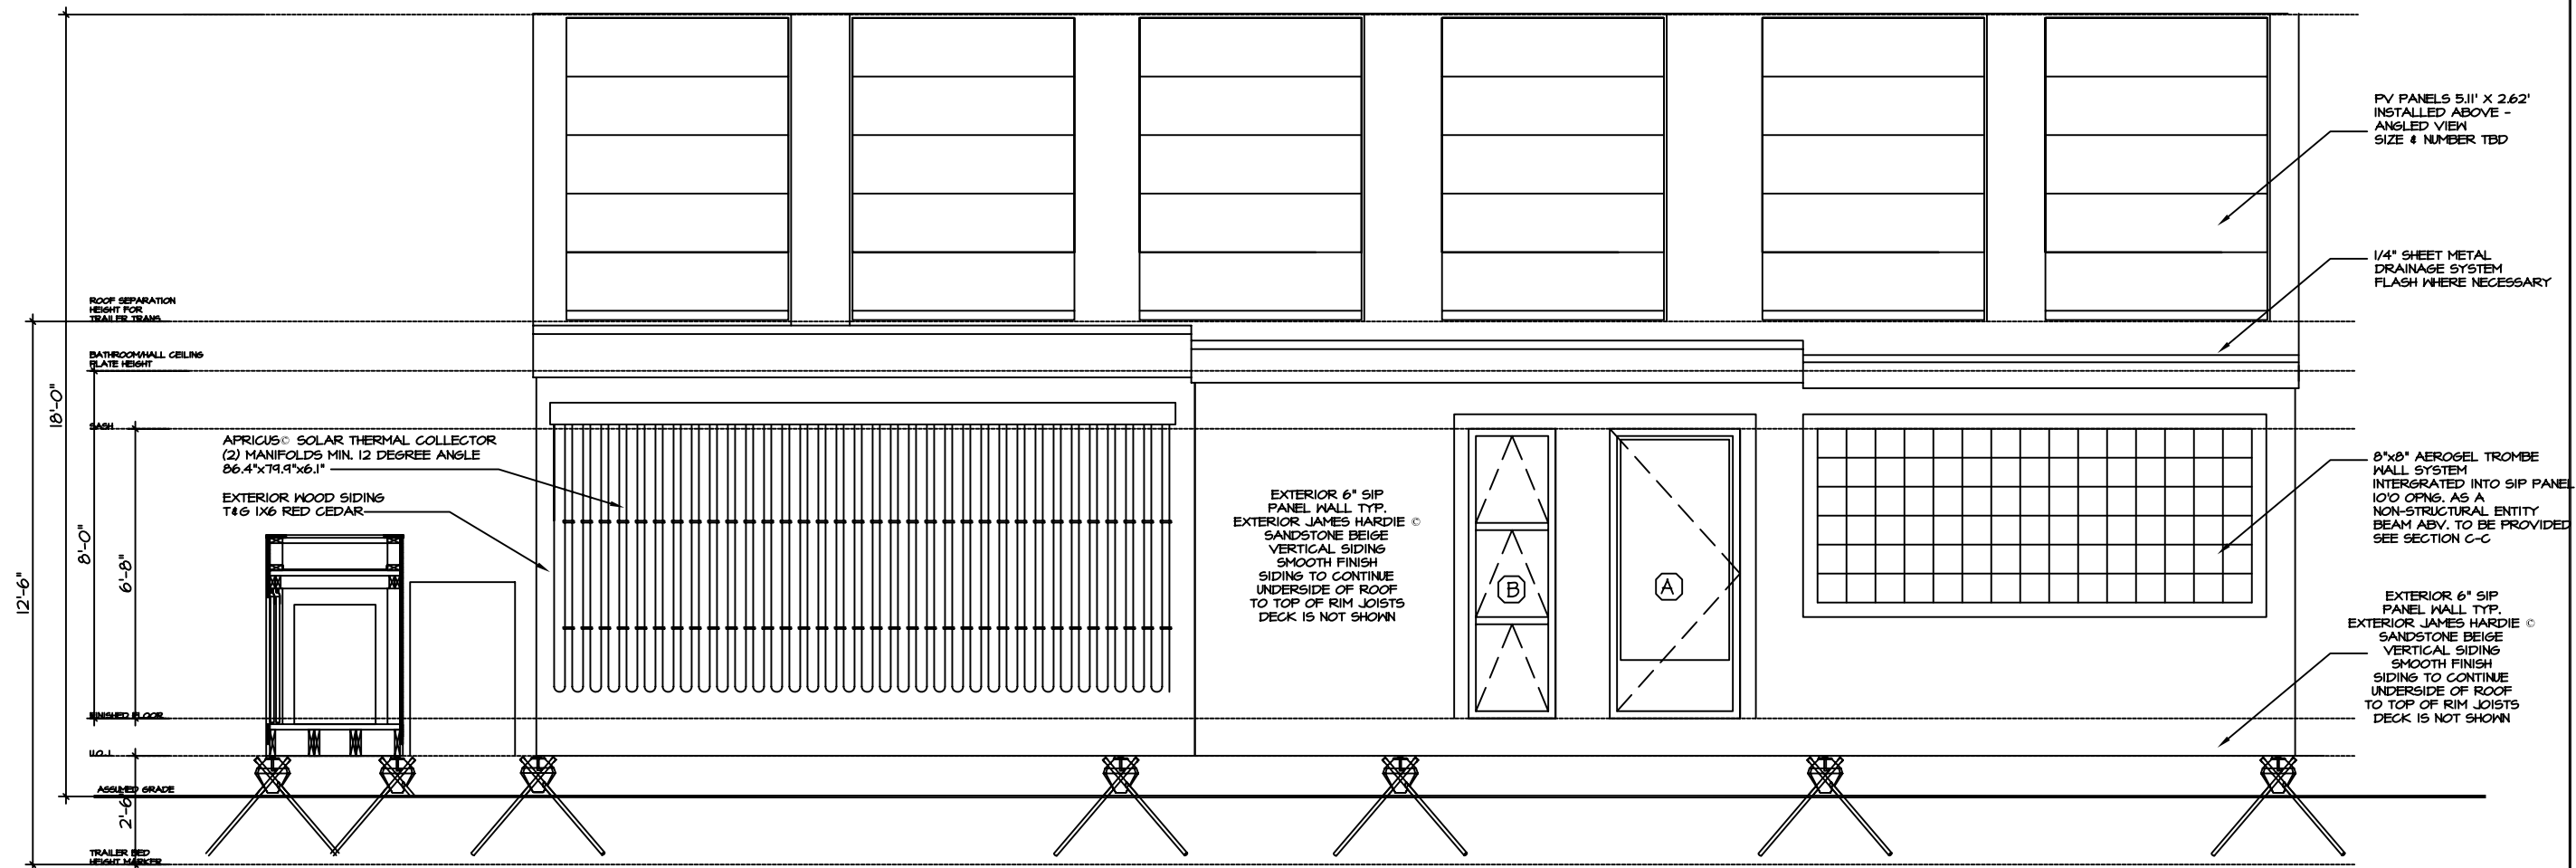 PV PANELS 5.11' X 2.62'
INSTALLED ABOVE -
ANGLED VIEW
SIZE & NUMBER TBD
1/4" SHEET METAL
DRAINAGE SYSTEM
FLASH WHERE NECESSARY
ROOF SEPARATION
HEIGHT FOR
TRAILER TRANS.
BATHROOM/HALL CEILING
PLATE HEIGHT
18'-0"
SASH
APRICUS© SOLAR THERMAL COLLECTOR
(2) MANIFOLDS MIN. 12 DEGREE ANGLE
86.4"x79.9"x6.1"
EXTERIOR WOOD SIDING
T&G 1X6 RED CEDAR
8'-0"
6'-8"
12'-6"
EXTERIOR 6" SIP
PANEL WALL TYP.
EXTERIOR JAMES HARDIE ©
SANDSTONE BEIGE
VERTICAL SIDING
SMOOTH FINISH
SIDING TO CONTINUE
UNDERSIDE OF ROOF
TO TOP OF RIM JOISTS
DECK IS NOT SHOWN
B
A
8"x8" AEROGEL TROMBE
WALL SYSTEM
INTERGRATED INTO SIP PANEL
10'0 OPNG. AS A
NON-STRUCTURAL ENTITY
BEAM ABV. TO BE PROVIDED
SEE SECTION C-C
EXTERIOR 6" SIP
PANEL WALL TYP.
EXTERIOR JAMES HARDIE ©
SANDSTONE BEIGE
VERTICAL SIDING
SMOOTH FINISH
SIDING TO CONTINUE
UNDERSIDE OF ROOF
TO TOP OF RIM JOISTS
DECK IS NOT SHOWN
FINISHED FLOOR
ASSUMED GRADE
2'-6"
TRAILER BED
HEIGHT MARKER